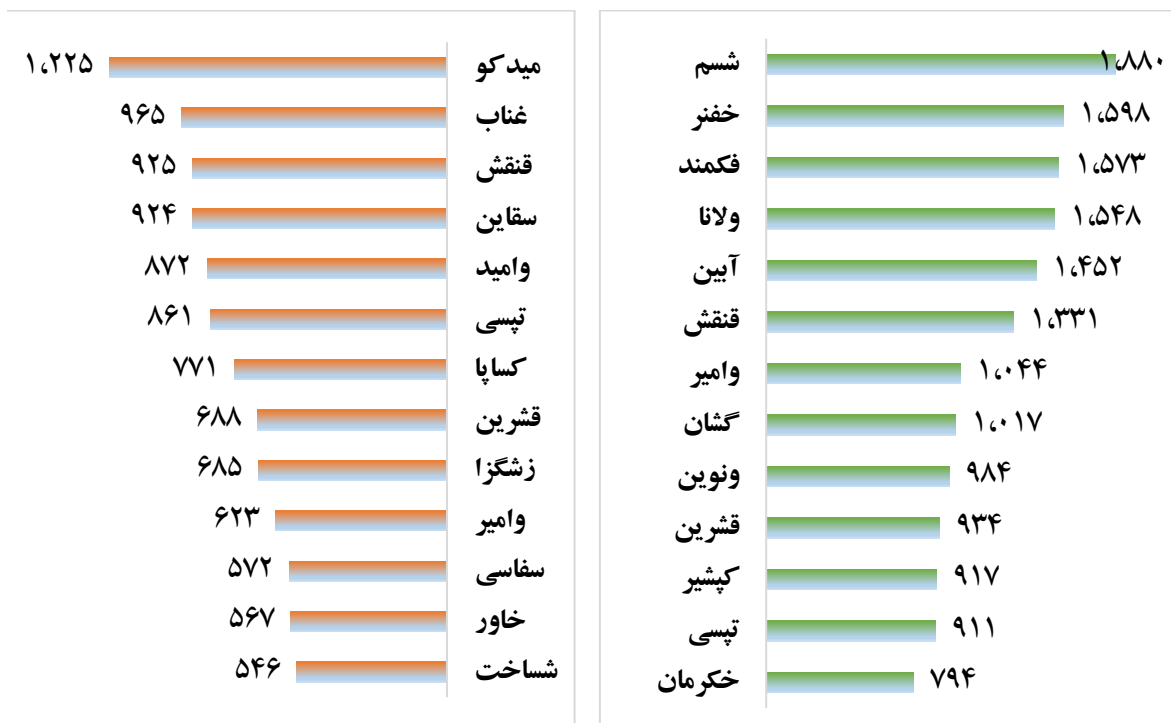 شسم ۱،۸۸۰
خفنر ۱،۵۹۸
فکمند ۱،۵۷۳
ولانا ۱،۵۴۸
آبین ۱،۴۵۲
قنقش ۱،۳۳۱
وامیر ۱،۰۴۴
گشان ۱،۰۱۷
ونوین ۹۸۴
قشرین ۹۳۴
کپشیر ۹۱۷
تپسی ۹۱۱
خکرمان ۷۹۴
میدکو ۱،۲۲۵
غناب ۹۶۵
قنقش ۹۲۵
سقاین ۹۲۴
وامید ۸۷۲
تپسی ۸۶۱
کساپا ۷۷۱
قشرین ۶۸۸
زشگزا ۶۸۵
وامیر ۶۲۳
سفاسی ۵۷۲
خاور ۵۶۷
شساخت ۵۴۶